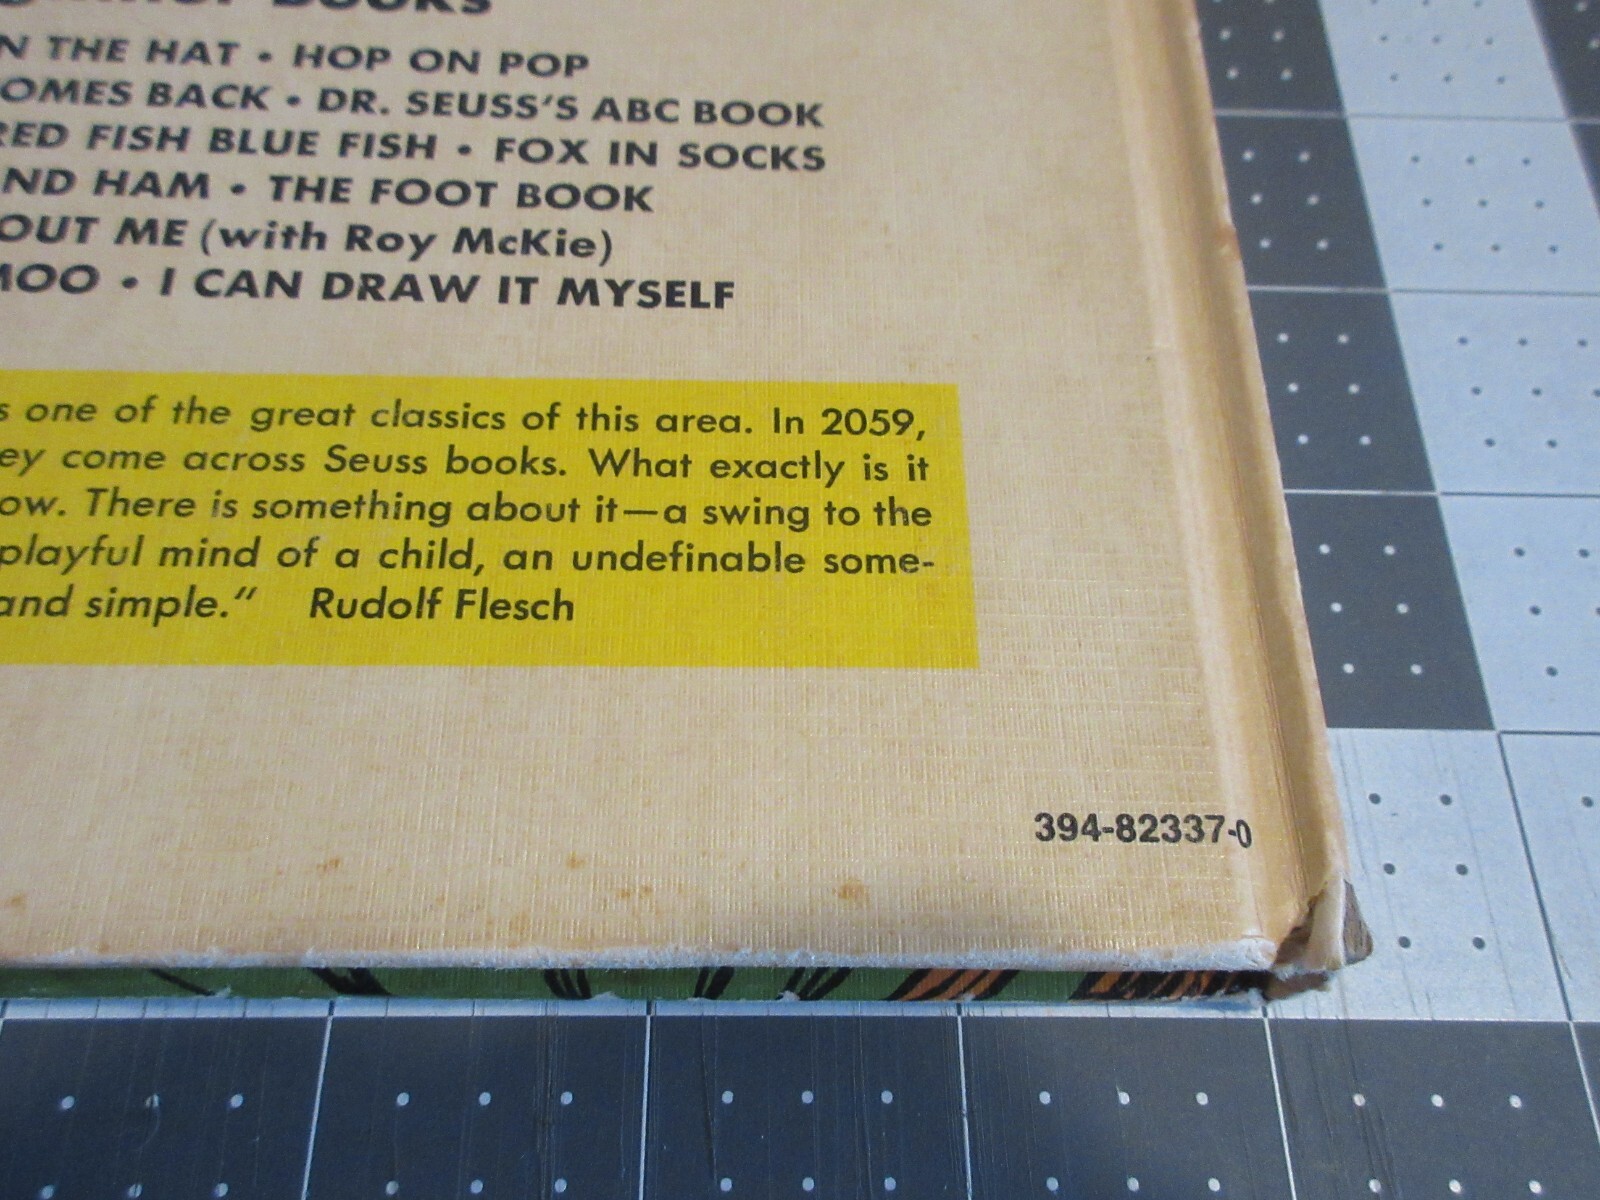 BOOKS
N THE HAT • HOP ON POP
OMES BACK • DR. SEUSS'S ABC BOOK
RED FISH BLUE FISH • FOX IN SOCKS
ND HAM • THE FOOT BOOK
OUT ME (with Roy McKie)
MOO • I CAN DRAW IT MYSELF
s one of the great classics of this area. In 2059,
ey come across Seuss books. What exactly is it
ow. There is something about it—a swing to the
playful mind of a child, an undefinable some-
and simple." Rudolf Flesch
394-82337-0